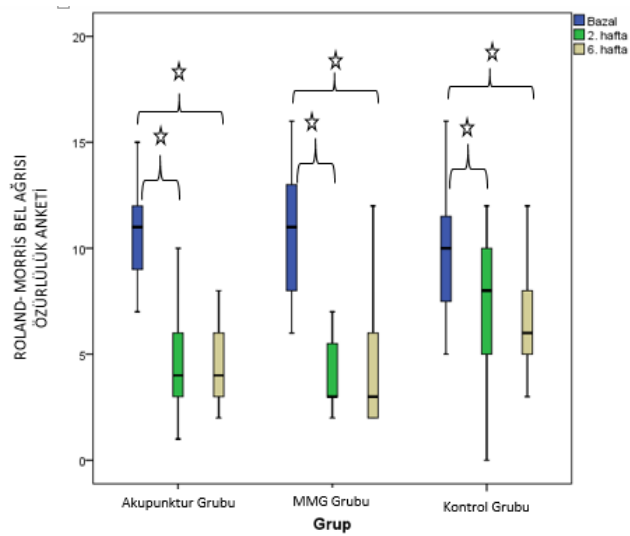 Bazal
2. hafta
6. hafta
20
15
10
5
0
ROLAND- MORRİS BEL AĞRISI
ÖZÜRLÜLÜK ANKETİ
Akupunktur Grubu
MMG Grubu
Kontrol Grubu
Grup